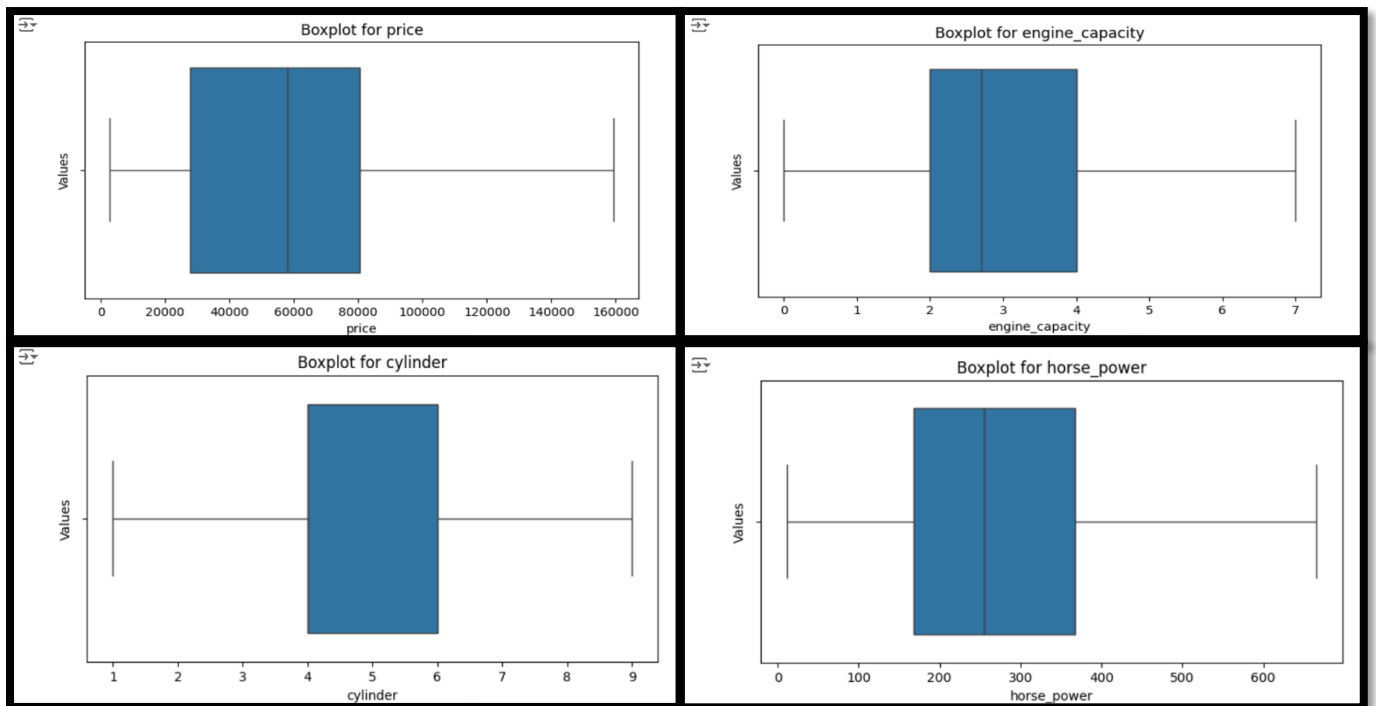 Boxplot for price
Values
0 20000 40000 60000 80000 100000 120000 140000 160000
price
Boxplot for engine_capacity
Values
0 1 2 3 4 5 6 7
engine_capacity
Boxplot for cylinder
Values
1 2 3 4 5 6 7 8 9
cylinder
Boxplot for horse_power
Values
0 100 200 300 400 500 600
horse_power